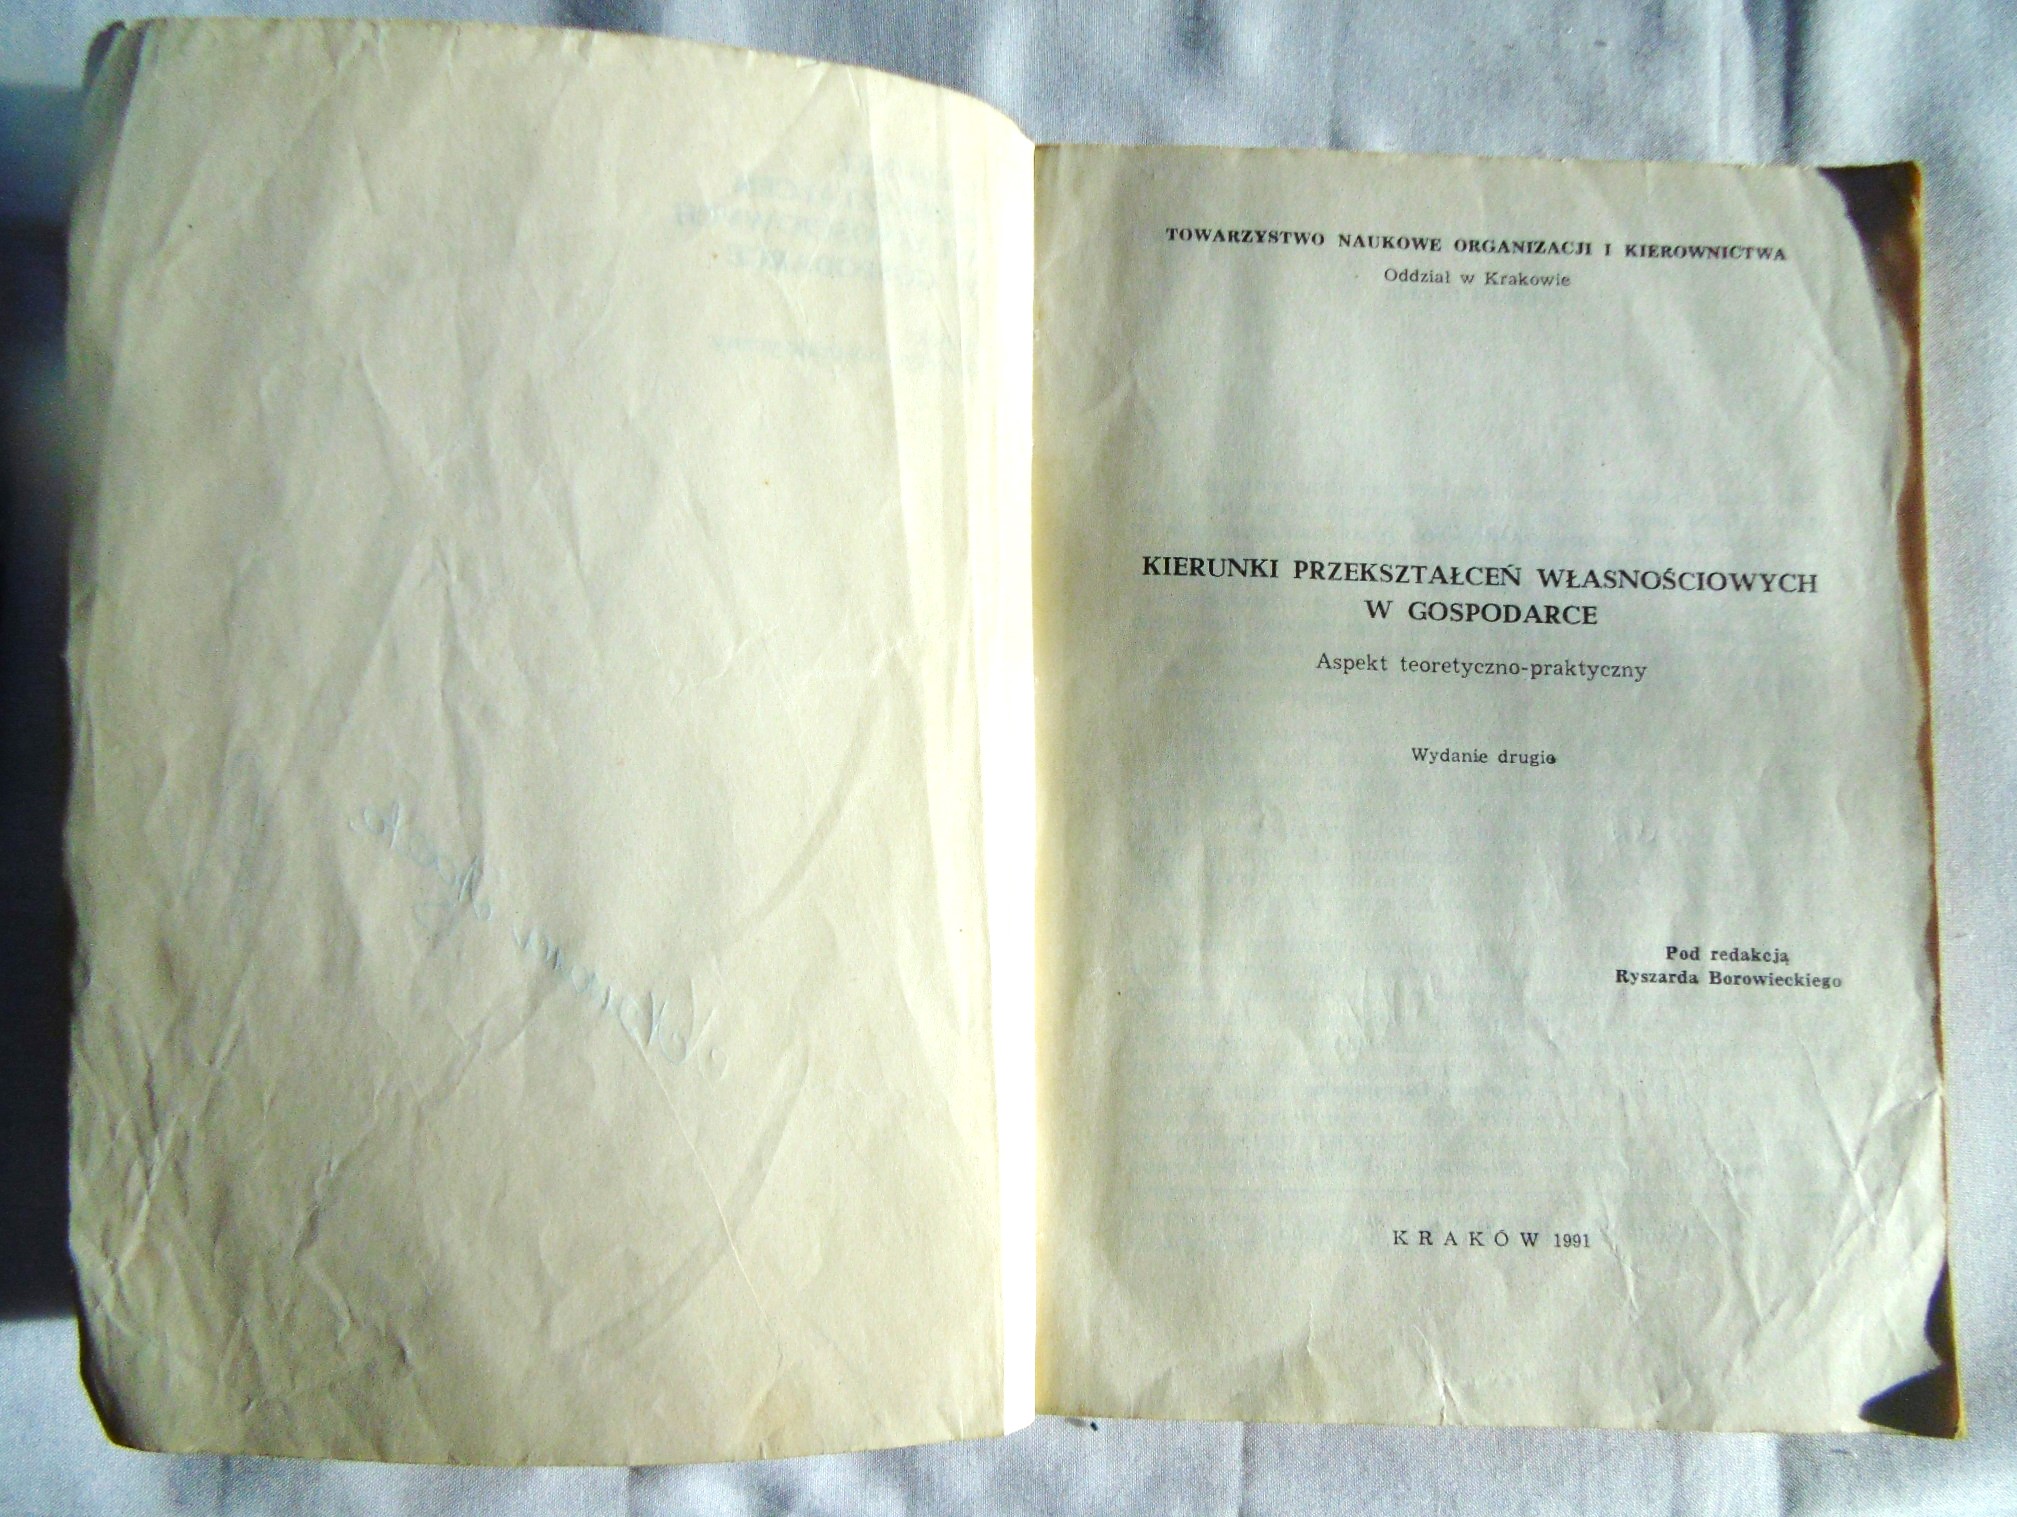 TOWARZYSTWO NAUKOWE ORGANIZACJI I KIEROWNICTWA
Oddział w Krakowie
KIERUNKI PRZEKSZTAŁCEŃ WŁASNOŚCIOWYCH
W GOSPODARCE
Aspekt teoretyczno-praktyczny
Wydanie drugie
Pod redakcją
Ryszarda Borowieckiego
KRAKÓW 1991